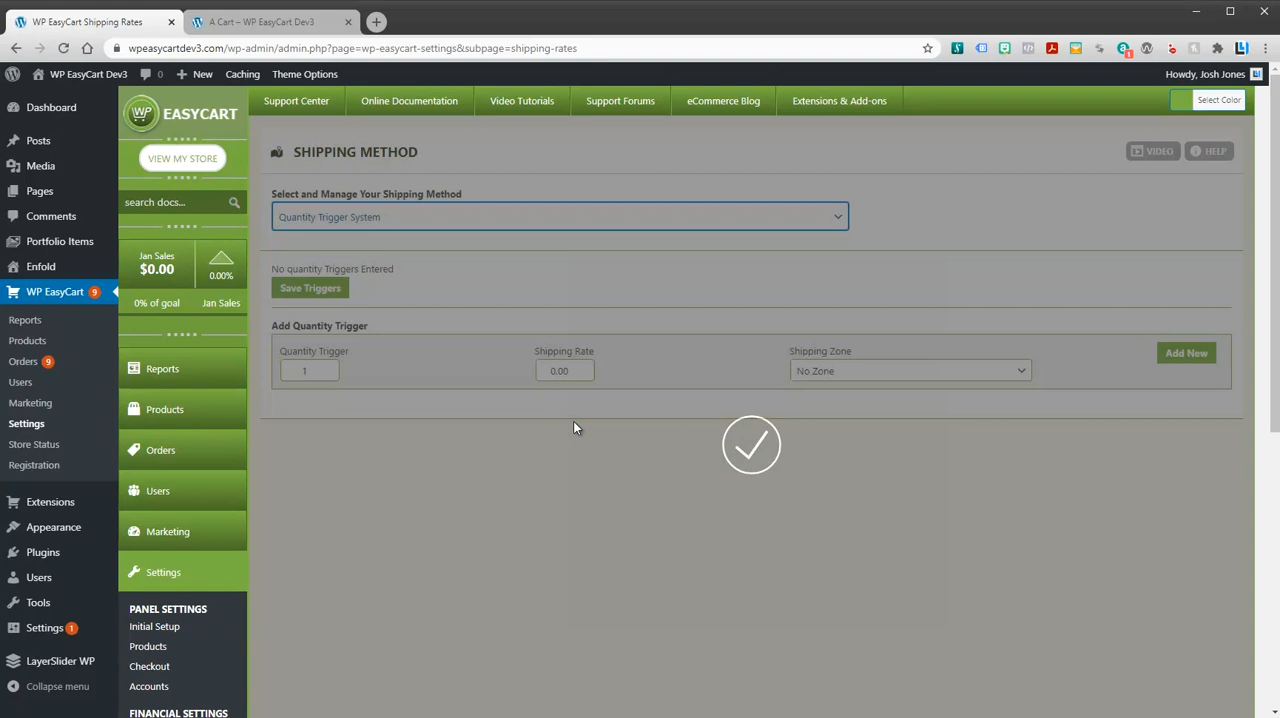 WP EasyCart Shipping Rates
A Cart – WP EasyCart Dev3
wpeasycartdev3.com/wp-admin/admin.php?page=wp-easycart-settings&subpage=shipping-rates
WP EasyCart Dev3 0 New Caching Theme Options Howdy, Josh Jones
Dashboard
Posts
Media
Pages
Comments
Portfolio Items
Enfold
WP EasyCart 9
Reports
Products
Orders 9
Users
Marketing
Settings
Store Status
Registration
Extensions
Appearance
Plugins
Users
Tools
Settings 1
LayerSlider WP
Collapse menu
WP EASYCART
VIEW MY STORE
search docs...
Jan Sales
$0.00
0.00%
0% of goal Jan Sales
Reports
Products
Orders
Users
Marketing
Settings
PANEL SETTINGS
Initial Setup
Products
Checkout
Accounts
FINANCIAL SETTINGS
Support Center Online Documentation Video Tutorials Support Forums eCommerce Blog Extensions & Add-ons Select Color
SHIPPING METHOD VIDEO HELP
Select and Manage Your Shipping Method
Quantity Trigger System
No quantity Triggers Entered
Save Triggers
Add Quantity Trigger
Quantity Trigger Shipping Rate Shipping Zone Add New
1 0.00 No Zone